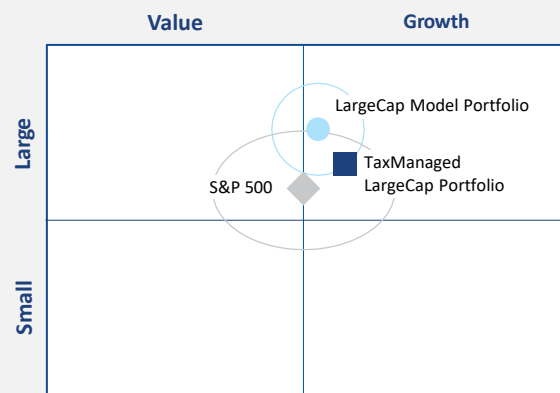 Value
Growth
Large
LargeCap Model Portfolio
TaxManaged
LargeCap Portfolio
S&P 500
Small